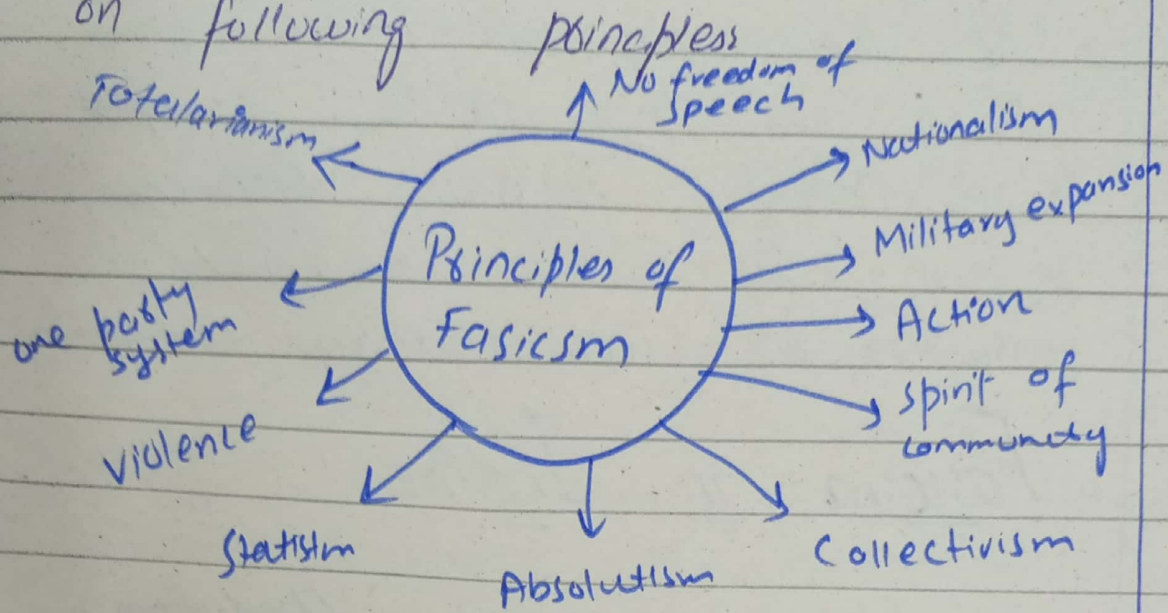 on following principless
No freedom of
speech
Totalarianism
Nationalism
Military expansion
Principles of
Fasicsm
one party
system
Action
Spirit of
community
Violence
Statism
Absolutism
Collectivism